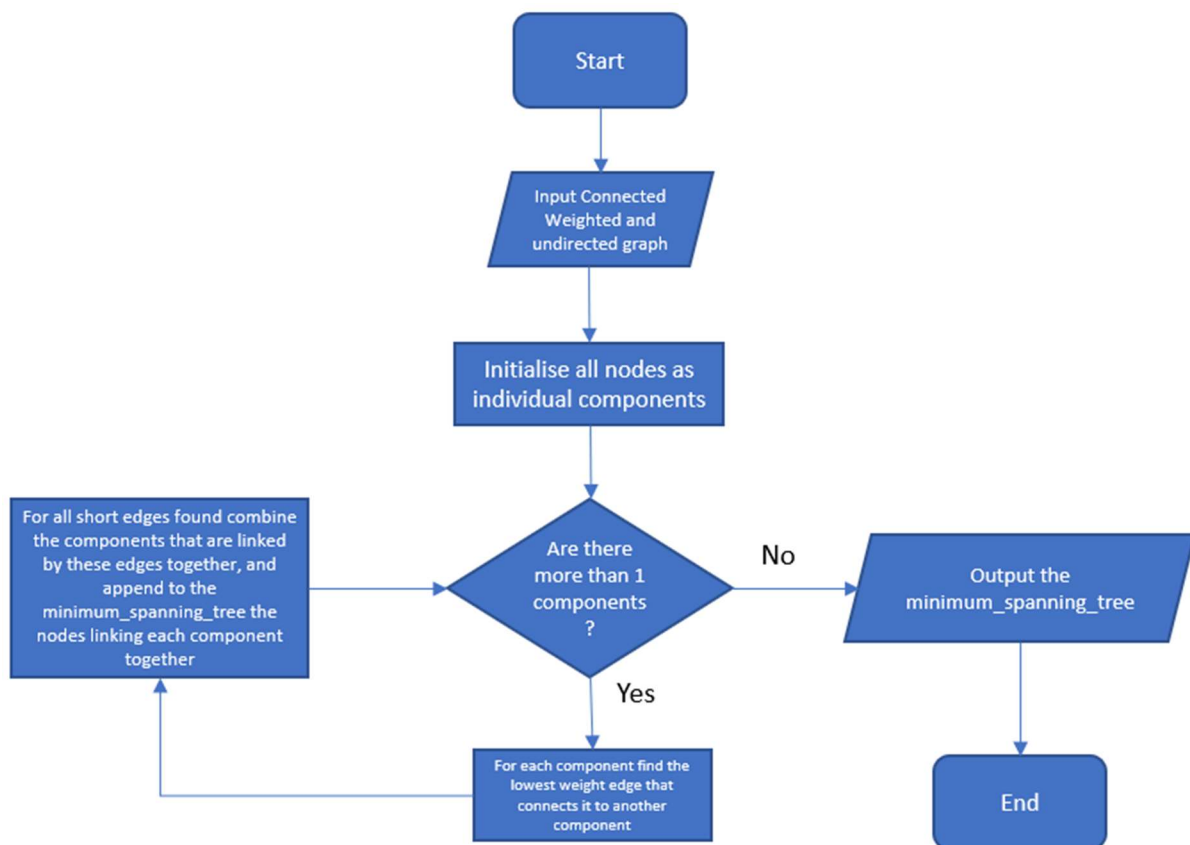 Start
Input Connected
Weighted and
undirected graph
Initialise all nodes as
individual components
Are there
more than 1
components
?
No
Output the
minimum_spanning_tree
End
Yes
For each component find the
lowest weight edge that
connects it to another
component
For all short edges found combine
the components that are linked
by these edges together, and
append to the
minimum_spanning_tree the
nodes linking each component
together